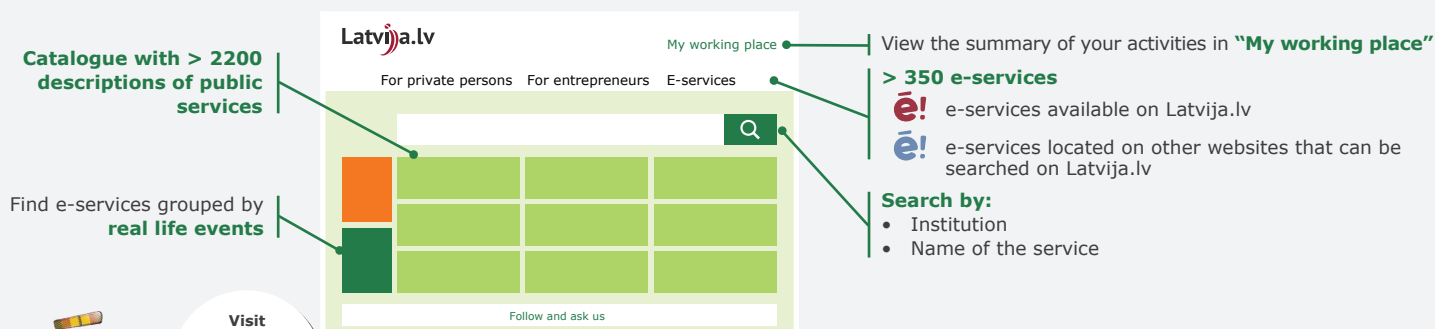 Catalogue with > 2200
descriptions of public
services
Find e-services grouped by
real life events
Visit
Latvija.lv
My working place
For private persons For entrepreneurs E-services
Follow and ask us
View the summary of your activities in “My working place”
> 350 e-services
ē! e-services available on Latvija.lv
ē! e-services located on other websites that can be
searched on Latvija.lv
Search by:
• Institution
• Name of the service